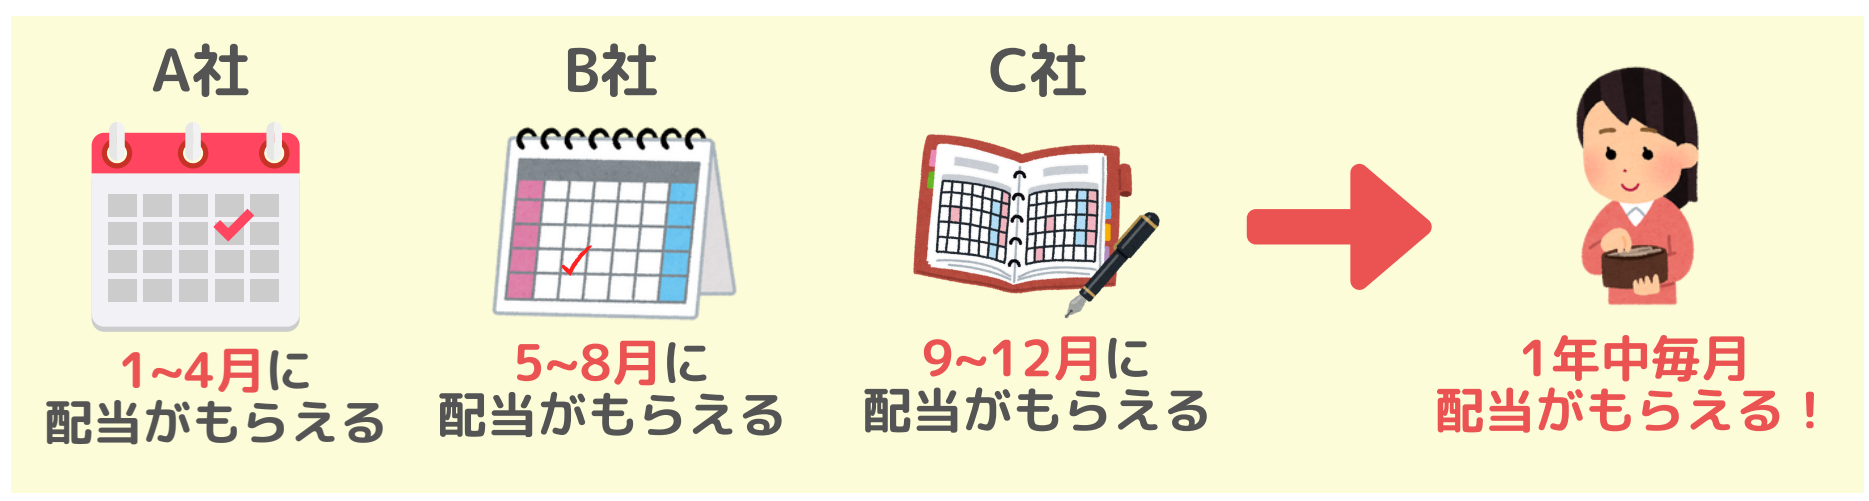 A社
1~4月に
配当がもらえる
B社
5~8月に
配当がもらえる
C社
9~12月に
配当がもらえる
1年中毎月
配当がもらえる！